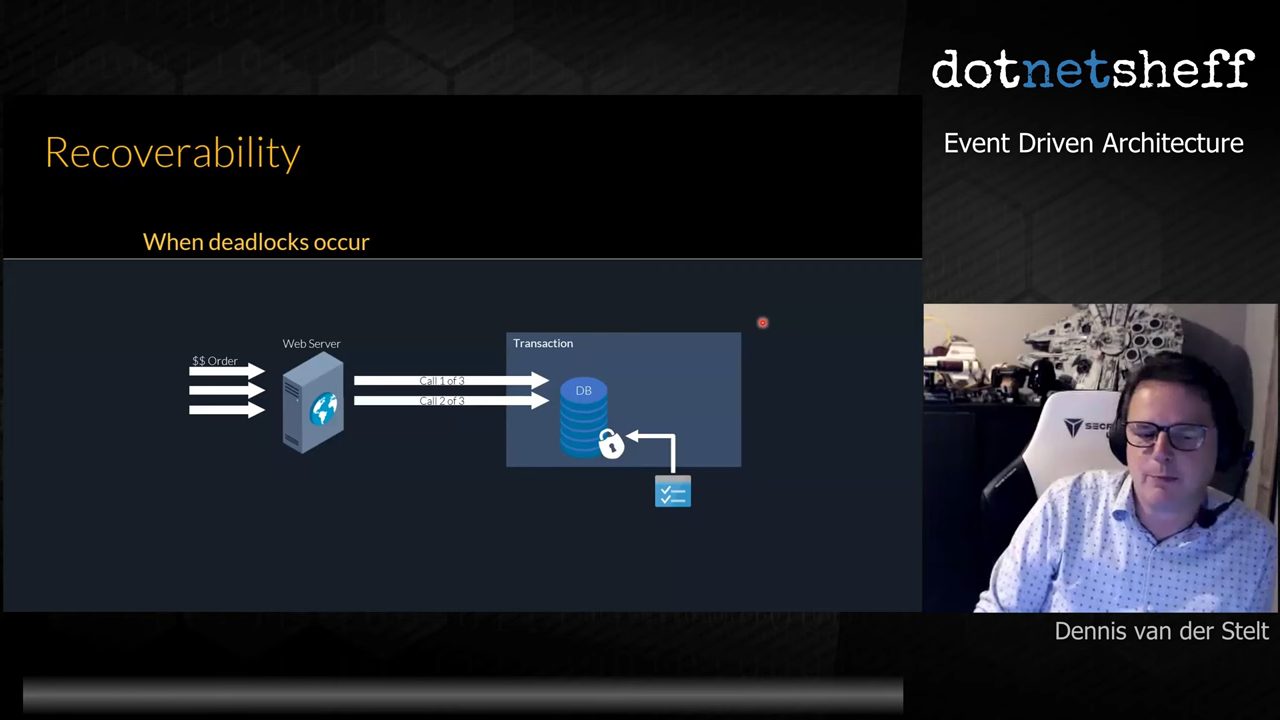 dotnetsheff
Event Driven Architecture
Recoverability
When deadlocks occur
$$ Order
Web Server
Call 1 of 3
Call 2 of 3
Transaction
DB
SECR
Dennis van der Stelt